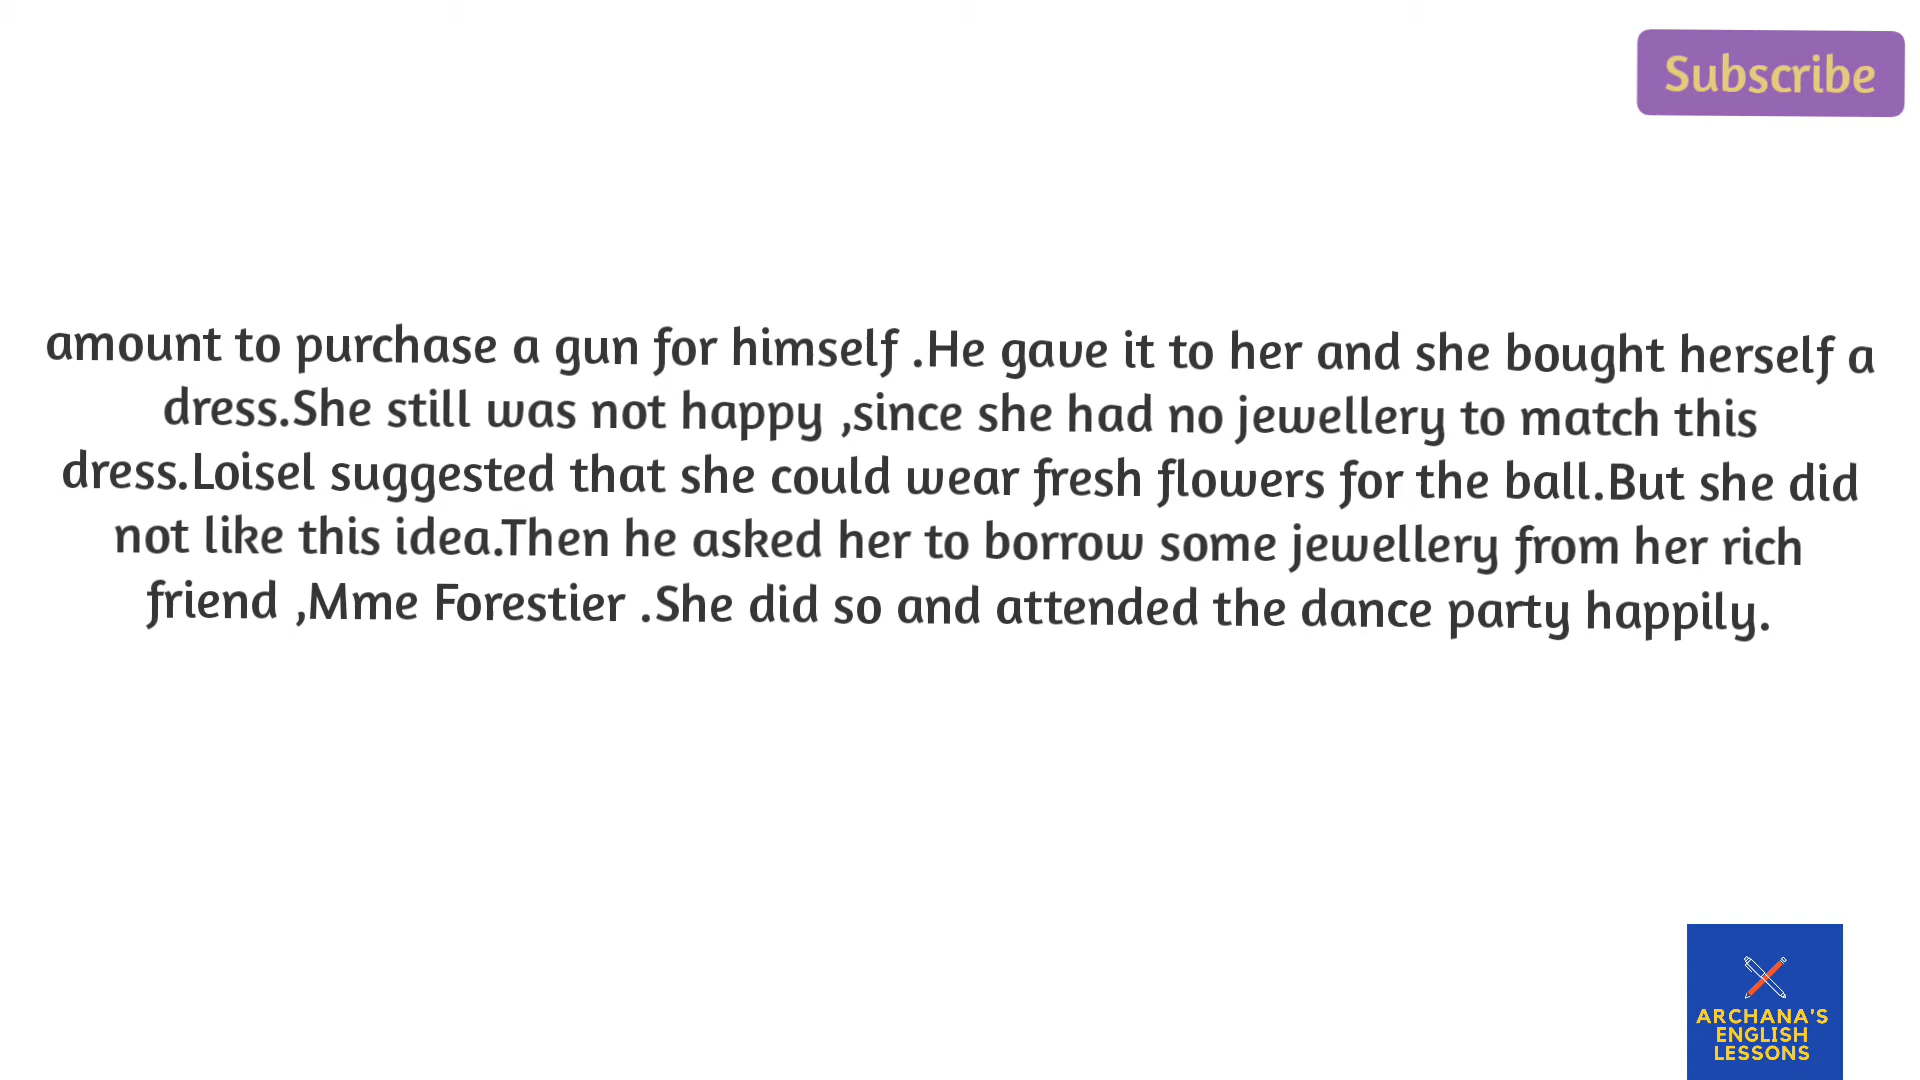 Subscribe
amount to purchase a gun for himself .He gave it to her and she bought herself a
dress.She still was not happy ,since she had no jewellery to match this
dress.Loisel suggested that she could wear fresh flowers for the ball.But she did
not like this idea.Then he asked her to borrow some jewellery from her rich
friend ,Mme Forestier .She did so and attended the dance party happily.
ARCHANA'S
ENGLISH
LESSONS